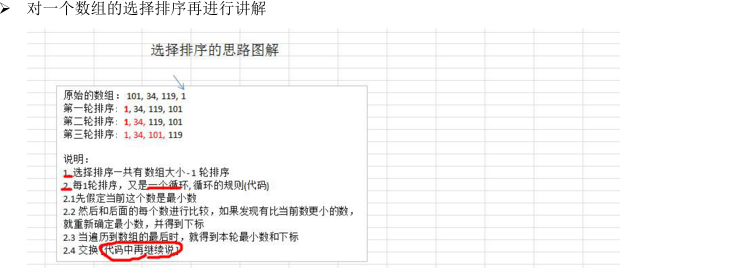 ➢ 对一个数组的选择排序再进行讲解
选择排序的思路图解
原始的数组： 101, 34, 119, 1
第一轮排序： 1, 34, 119, 101
第二轮排序： 1, 34, 119, 101
第三轮排序： 1, 34, 101, 119
说明：
1. 选择排序一共有数组大小 - 1 轮排序
2. 每1轮排序，又是一个循环, 循环的规则(代码)
2.1先假定当前这个数是最小数
2.2 然后和后面的每个数进行比较，如果发现有比当前数更小的数，
就重新确定最小数，并得到下标
2.3 当遍历到数组的最后时，就得到本轮最小数和下标
2.4 交换 (代码中再继续说)